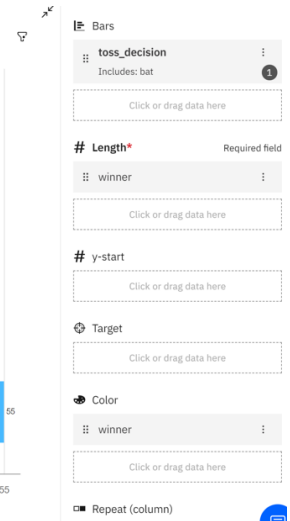 Bars
toss_decision
Includes: bat
1
Click or drag data here
Length* Required field
winner
Click or drag data here
y-start
Click or drag data here
Target
Click or drag data here
Color
55
winner
Click or drag data here
55
Repeat (column)